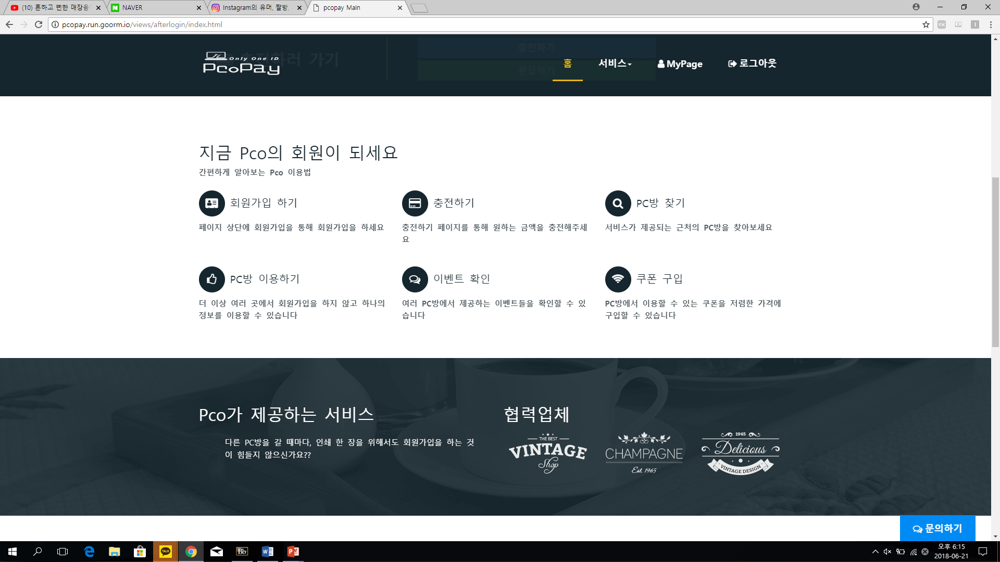 (10) 흔하고 뻔한 매장음
NAVER
Instagram의 유머, 짤방,
pcopay Main
pcopay.run.goorm.io/views/afterlogin/index.html
Only One ID
PcoPay
가기
충전하기
환급하기
홈
서비스
MyPage
로그아웃
지금 Pco의 회원이 되세요
간편하게 알아보는 Pco 이용법
회원가입 하기
페이지 상단에 회원가입을 통해 회원가입을 하세요
충전하기
충전하기 페이지를 통해 원하는 금액을 충전해주세
요
PC방 찾기
서비스가 제공되는 근처의 PC방을 찾아보세요
PC방 이용하기
더 이상 여러 곳에서 회원가입을 하지 않고 하나의
정보를 이용할 수 있습니다
이벤트 확인
여러 PC방에서 제공하는 이벤트들을 확인할 수 있
습니다
쿠폰 구입
PC방에서 이용할 수 있는 쿠폰을 저렴한 가격에
구입할 수 있습니다
Pco가 제공하는 서비스
다른 PC방을 갈 때마다, 인쇄 한 장을 위해서도 회원가입을 하는 것
이 힘들지 않으신가요??
협력업체
THE BEST
VINTAGE
Shop
CHAMPAGNE
Est. 1965
1965
Delicious
VINTAGE DESIGN
문의하기
TALK
Bb
오후 6:15
2018-06-21